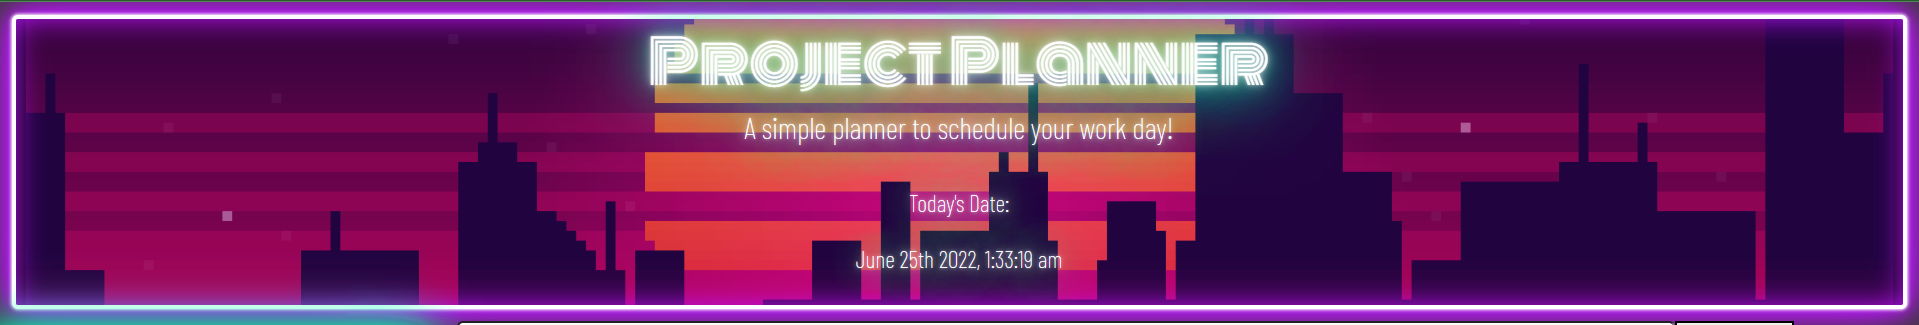 Project Planner
A simple planner to schedule your work day!
Today's Date:
June 25th 2022, 1:33:19 am